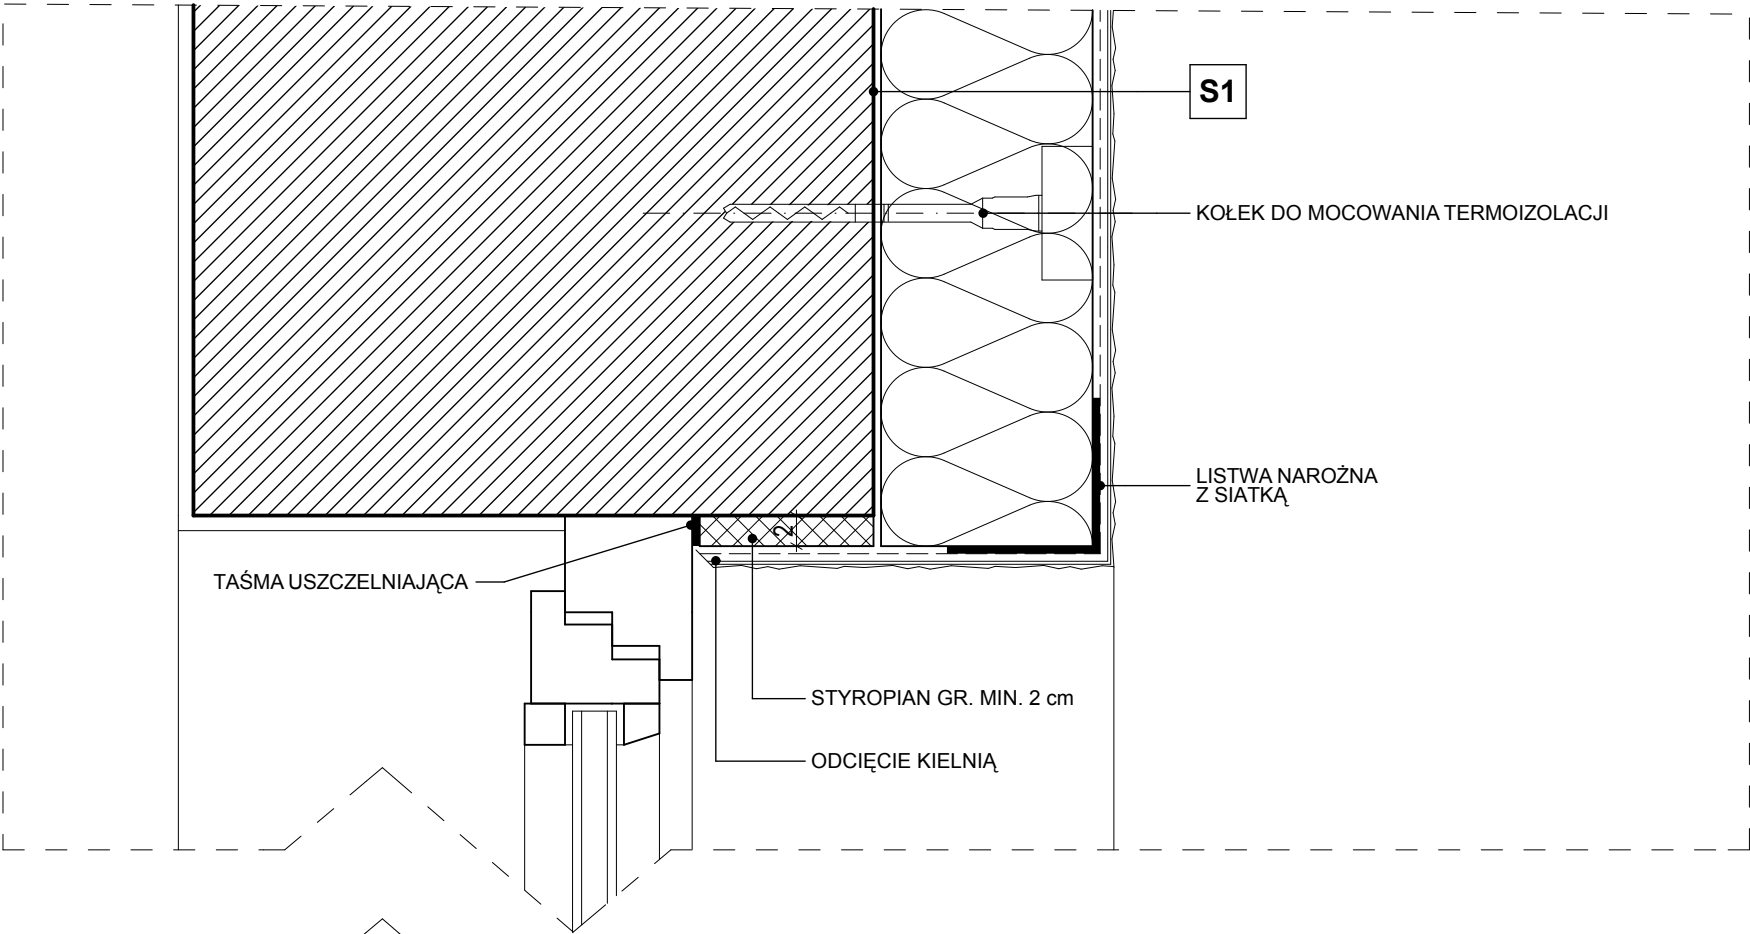 S1
KOŁEK DO MOCOWANIA TERMOIZOLACJI
LISTWA NAROŻNA
Z SIATKĄ
2
TAŚMA USZCZELNIAJĄCA
STYROPIAN GR. MIN. 2 cm
ODCIĘCIE KIELNIĄ